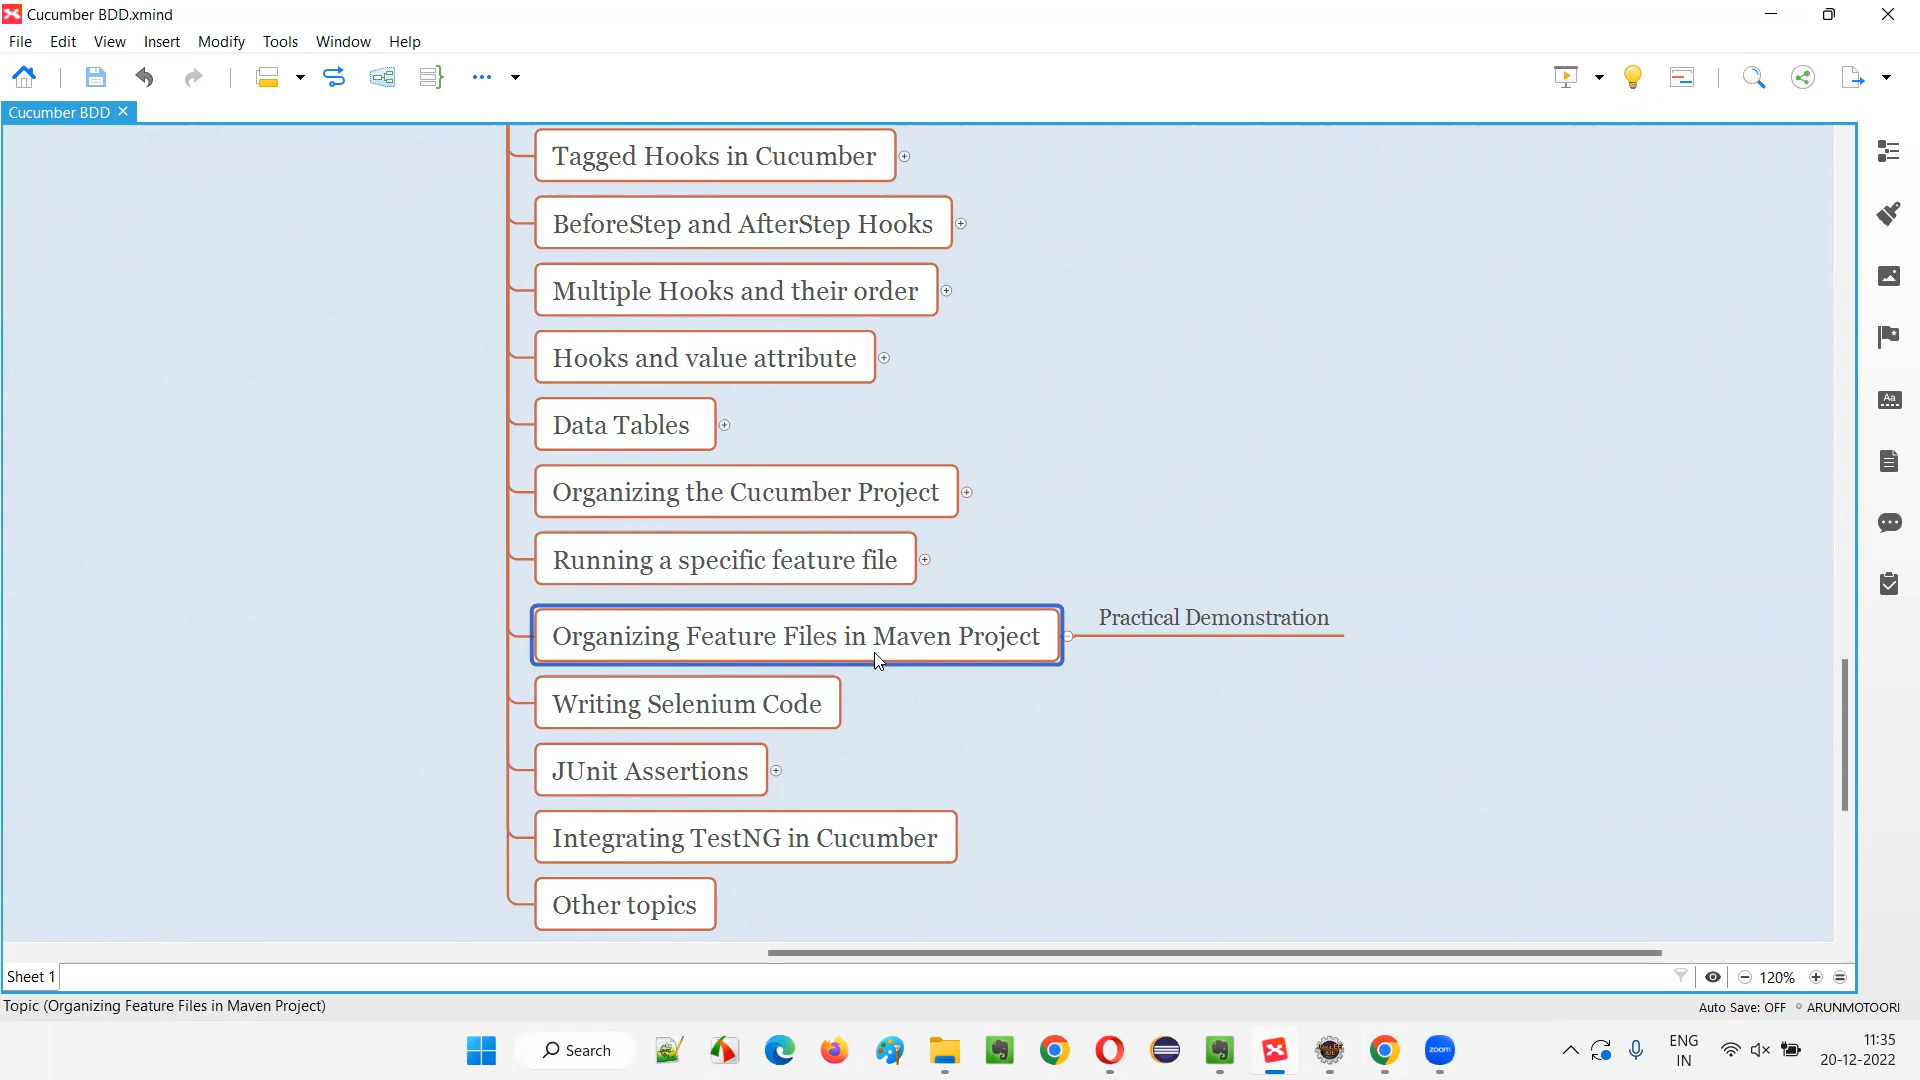 Cucumber BDD.xmind
File Edit View Insert Modify Tools Window Help
Cucumber BDD
Tagged Hooks in Cucumber
BeforeStep and AfterStep Hooks
Multiple Hooks and their order
Hooks and value attribute
Data Tables
Organizing the Cucumber Project
Running a specific feature file
Organizing Feature Files in Maven Project
Practical Demonstration
Writing Selenium Code
JUnit Assertions
Integrating TestNG in Cucumber
Other topics
Aa
Sheet 1
120%
Topic (Organizing Feature Files in Maven Project)
Auto Save: OFF
ARUNMOTOORI
Search
zoom
ENG
IN
11:35
20-12-2022